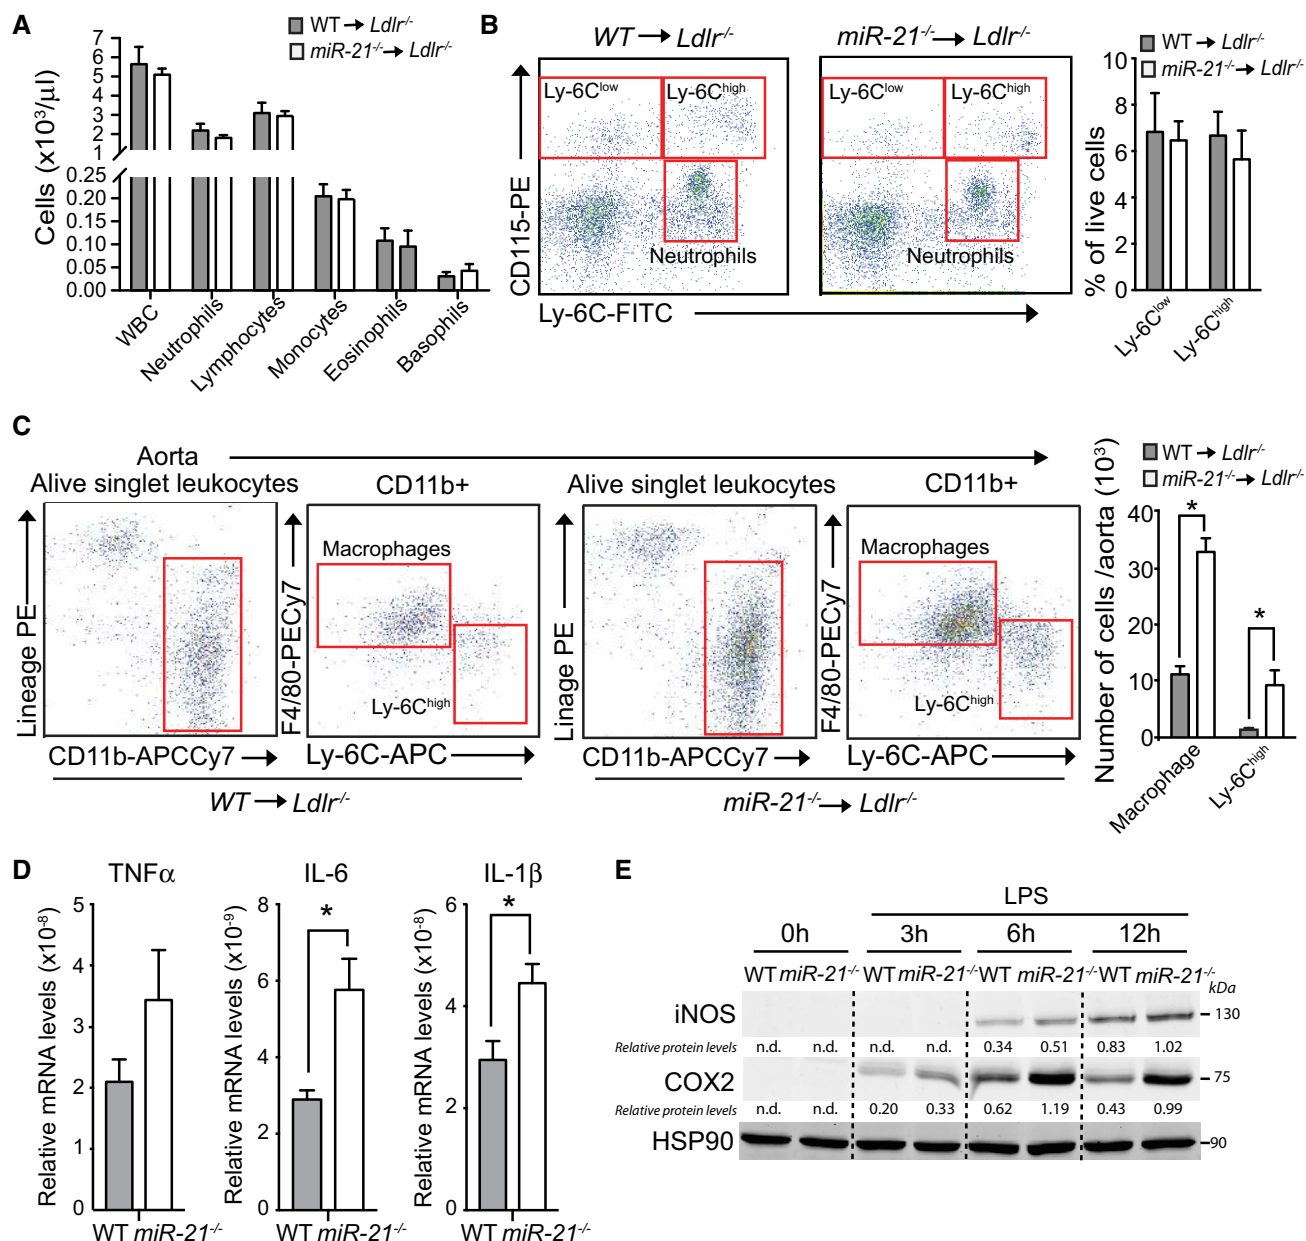 A
WT → Ldlr-/-
miR-21-/- → Ldlr-/-
Cells (x10³/µl)
7
6
5
4
3
2
1
0.25
0.20
0.15
0.10
0.05
0.00
WBC
Neutrophils
Lymphocytes
Monocytes
Eosinophils
Basophils
B
WT → Ldlr-/-
miR-21-/- → Ldlr-/-
Ly-6Clow
Ly-6Chigh
Neutrophils
Ly-6Clow
Ly-6Chigh
Neutrophils
CD115-PE
Ly-6C-FITC
WT → Ldlr-/-
miR-21-/- → Ldlr-/-
% of live cells
10
8
6
4
2
0
Ly-6Clow
Ly-6Chigh
C
Aorta
Alive singlet leukocytes
CD11b+
Alive singlet leukocytes
CD11b+
Lineage PE
CD11b-APCCy7
F4/80-PECy7
Macrophages
Ly-6Chigh
Ly-6C-APC
Linage PE
CD11b-APCCy7
F4/80-PECy7
Macrophages
Ly-6Chigh
Ly-6C-APC
WT → Ldlr-/-
miR-21-/- → Ldlr-/-
WT → Ldlr-/-
miR-21-/- → Ldlr-/-
Number of cells /aorta (10³)
40
30
20
10
0
*
*
Macrophage
Ly-6Chigh
D
TNFα
Relative mRNA levels (x10-8)
5
4
3
2
1
0
WT miR-21-/-
IL-6
Relative mRNA levels (x10-9)
8
6
4
2
0
*
WT miR-21-/-
IL-1β
Relative mRNA levels (x10-8)
6
4
2
0
*
WT miR-21-/-
E
LPS
0h 3h 6h 12h
WT miR-21-/- WT miR-21-/- WT miR-21-/- WT miR-21-/-
kDa
iNOS 130
Relative protein levels n.d. n.d. n.d. n.d. 0.34 0.51 0.83 1.02
COX2 75
Relative protein levels n.d. n.d. 0.20 0.33 0.62 1.19 0.43 0.99
HSP90 90